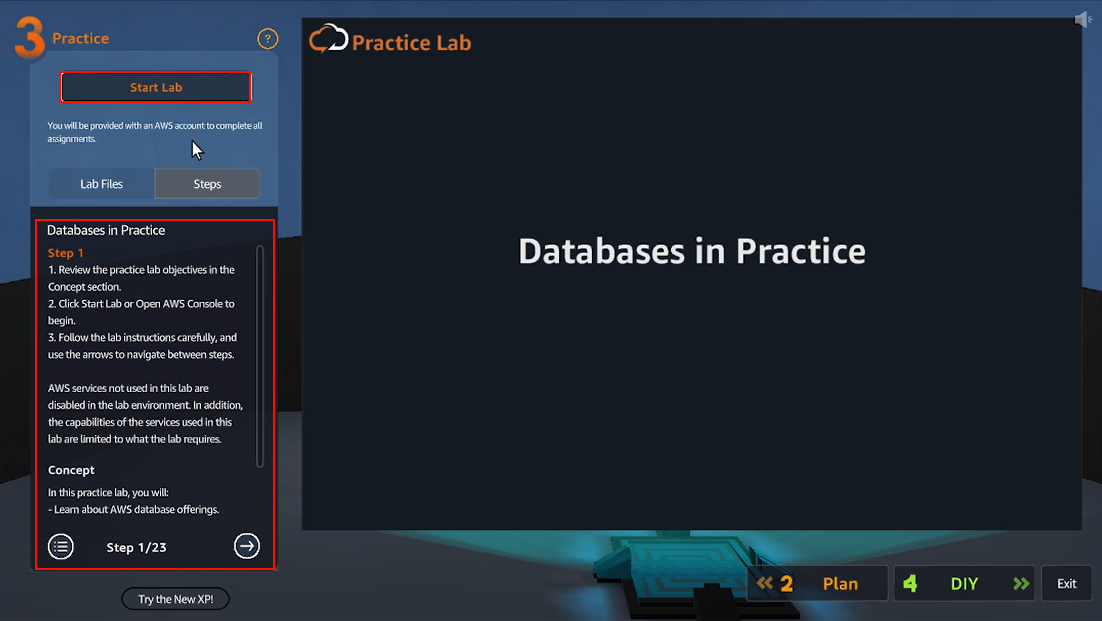 3 Practice
?
Start Lab
You will be provided with an AWS account to complete all
assignments.
Lab Files
Steps
Databases in Practice
Step 1
1. Review the practice lab objectives in the
Concept section.
2. Click Start Lab or Open AWS Console to
begin.
3. Follow the lab instructions carefully, and
use the arrows to navigate between steps.
AWS services not used in this lab are
disabled in the lab environment. In addition,
the capabilities of the services used in this
lab are limited to what the lab requires.
Concept
In this practice lab, you will:
- Learn about AWS database offerings.
Step 1/23
Try the New XP!
Practice Lab
Databases in Practice
2 Plan
4 DIY
Exit